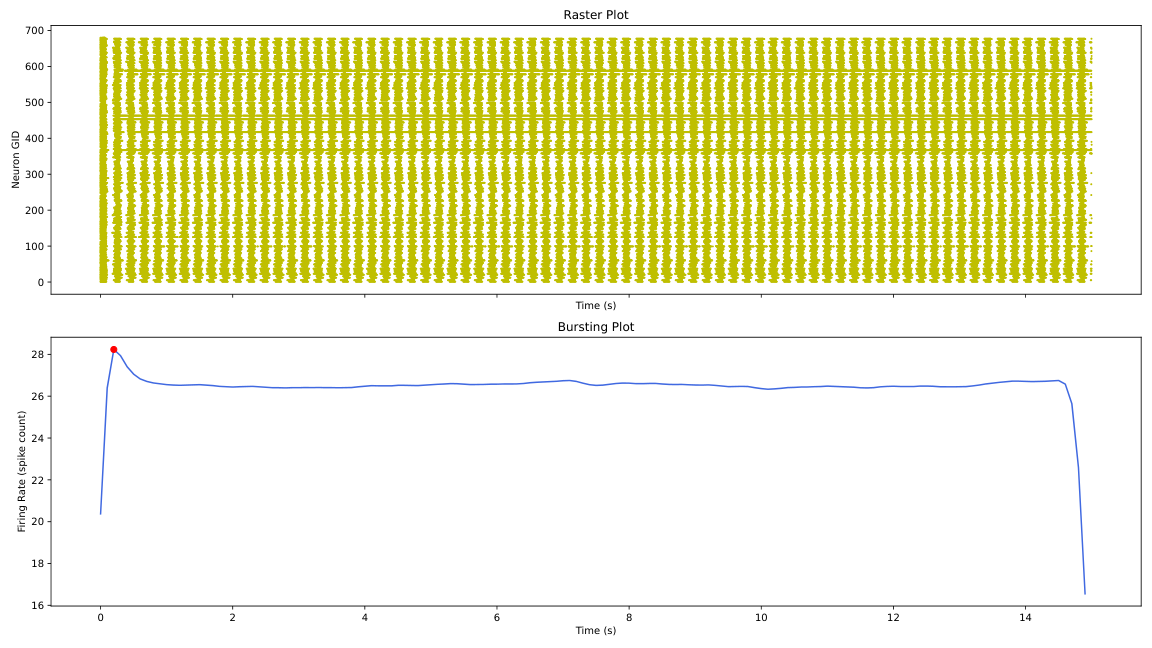 Raster Plot
700
600
500
400
300
200
100
0
Neuron GID
Time (s)
Bursting Plot
28
26
24
22
20
18
16
Firing Rate (spike count)
0 2 4 6 8 10 12 14
Time (s)